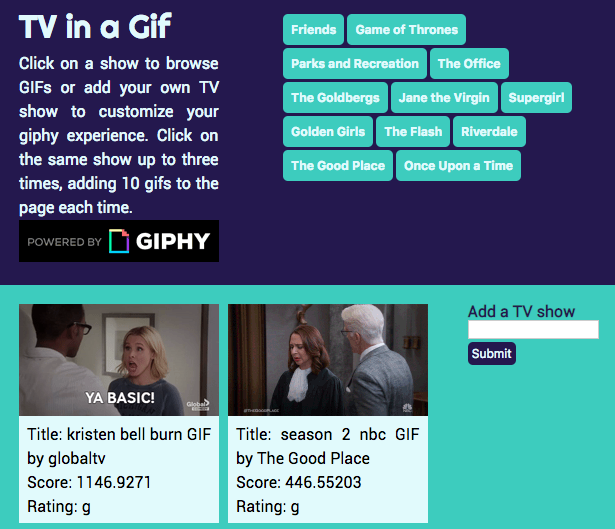 TV in a Gif
Click on a show to browse
GIFs or add your own TV
show to customize your
giphy experience. Click on
the same show up to three
times, adding 10 gifs to the
page each time.
POWERED BY GIPHY
Friends Game of Thrones
Parks and Recreation The Office
The Goldbergs Jane the Virgin Supergirl
Golden Girls The Flash Riverdale
The Good Place Once Upon a Time
YA BASIC!
Global
Title: kristen bell burn GIF
by globaltv
Score: 1146.9271
Rating: g
@THEGOODPLACE
Title: season 2 nbc GIF
by The Good Place
Score: 446.55203
Rating: g
Add a TV show
Submit